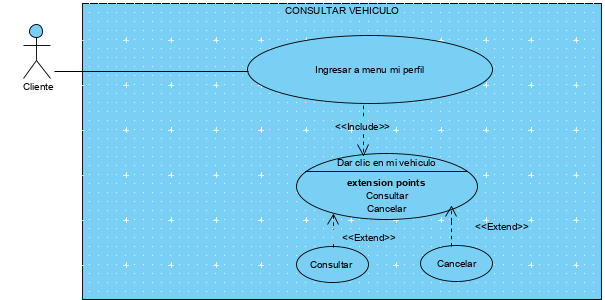 CONSULTAR VEHICULO
Cliente
Ingresar a menu mi perfil
<<Include>>
Dar clic en mi vehiculo
extension points
Consultar
Cancelar
<<Extend>>
<<Extend>>
Consultar
Cancelar